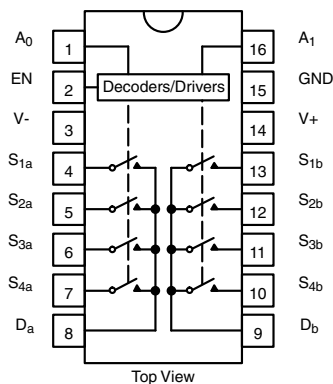 A0 1 16 A1
EN 2 Decoders/Drivers 15 GND
V- 3 14 V+
S1a 4 13 S1b
S2a 5 12 S2b
S3a 6 11 S3b
S4a 7 10 S4b
Da 8 9 Db
Top View